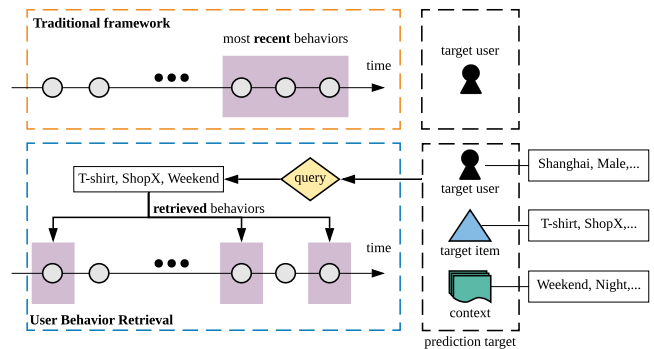 Traditional framework
most recent behaviors
time
target user
T-shirt, ShopX, Weekend
query
retrieved behaviors
time
User Behavior Retrieval
target user
Shanghai, Male,...
target item
T-shirt, ShopX,...
context
Weekend, Night,...
prediction target